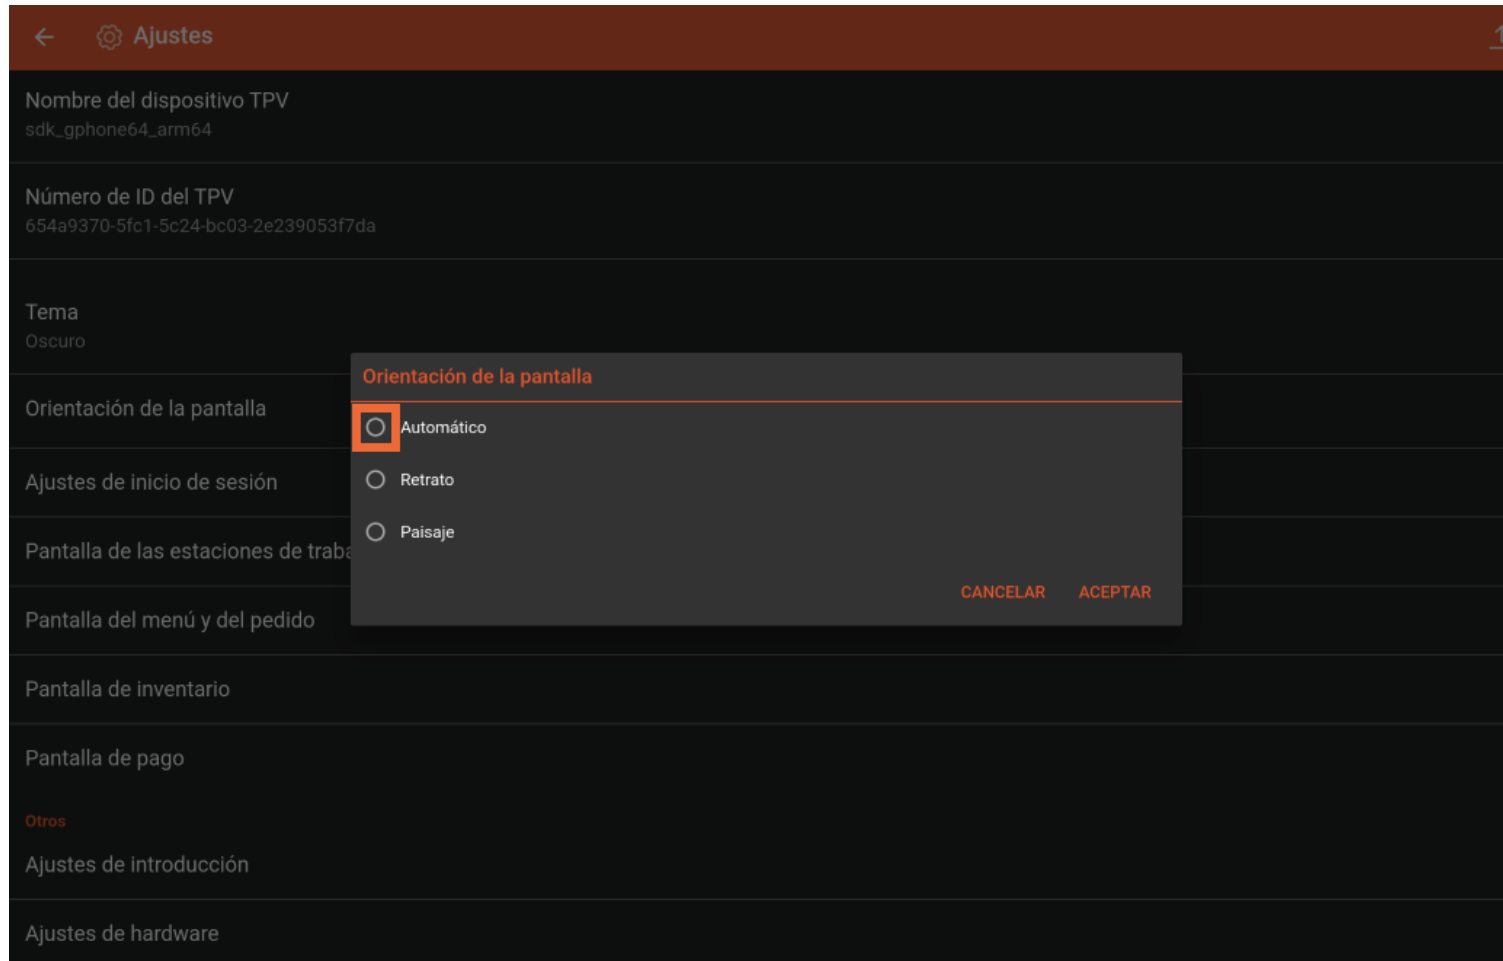 Ajustes
Nombre del dispositivo TPV
sdk_gphone64_arm64
Número de ID del TPV
654a9370-5fc1-5c24-bc03-2e239053f7da
Tema
Oscuro
Orientación de la pantalla
Ajustes de inicio de sesión
Pantalla de las estaciones de traba
Pantalla del menú y del pedido
Pantalla de inventario
Pantalla de pago
Otros
Ajustes de introducción
Ajustes de hardware
Orientación de la pantalla
Automático
Retrato
Paisaje
CANCELAR ACEPTAR